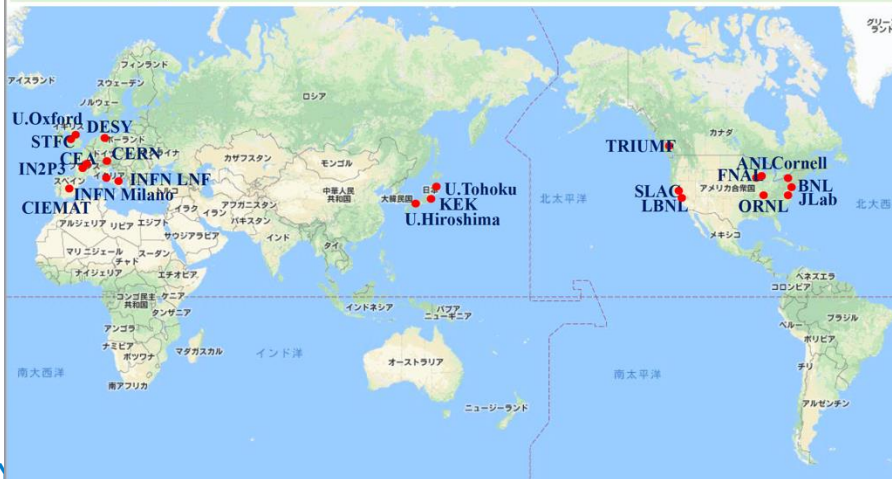 グリーンランド
アイスランド
フィンランド
スウェーデン
ノルウェー
ロシア
カナダ
U.Oxford
イギリス
DESY
STFC
ポーランド
ドイツ
TRIUMF
CEA
CERN
カザフスタン
モンゴル
ANL
Cornell
FNAL
IN2P3
INFN LNF
U.Tohoku
日本
BNL
スペイン
INFN Milano
中華人民共和国
大韓民国
KEK
SLAC
アメリカ合衆国
JLab
CIEMAT
U.Hiroshima
北太平洋
LBNL
ORNL
北大西
アルジェリア
リビア
エジプト
サウジアラビア
イラク
イラン
アフガニスタン
パキスタン
インド
タイ
メキシコ
マリ
ニジェール
チャド
スーダン
ナイジェリア
エチオピア
ベネズエラ
コロンビア
コンゴ民主共和国
ケニア
タンザニア
インドネシア
パプアニューギニア
ペルー
ブラジル
アンゴラ
ボリビア
ナミビア
ボツワナ
マダガスカル
インド洋
オーストラリア
南大西洋
南太平洋
チリ
南アフリカ
ニュージーランド
アルゼンチン